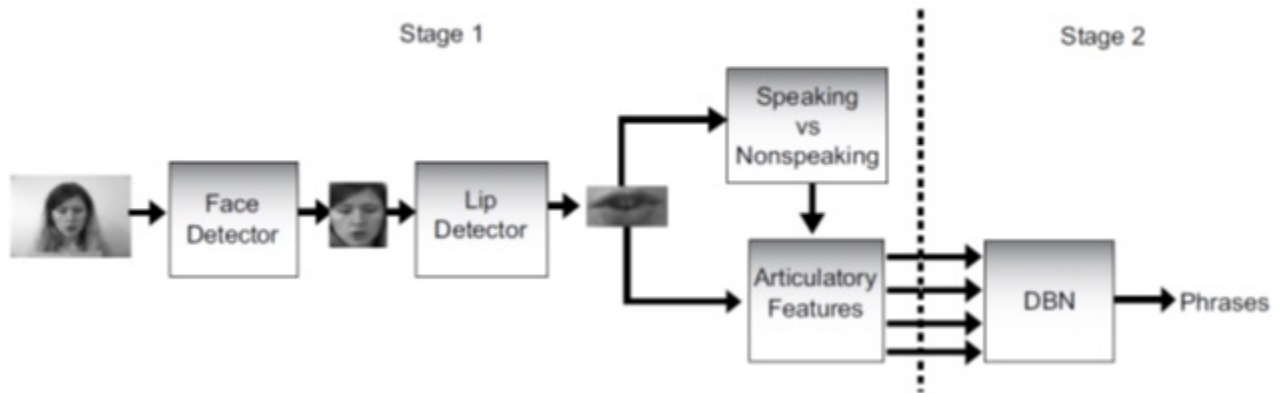 Stage 1
Stage 2
Face
Detector
Lip
Detector
Speaking
vs
Nonspeaking
Articulatory
Features
DBN
Phrases